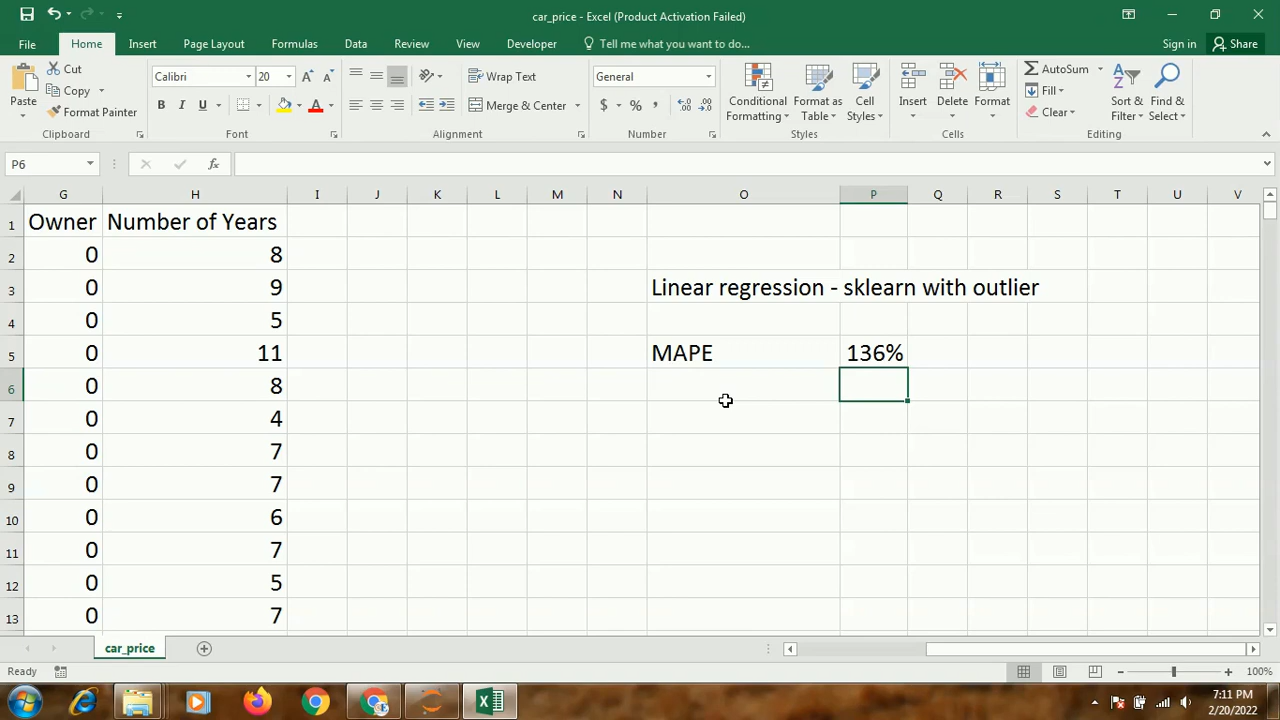 car_price - Excel (Product Activation Failed)
File Home Insert Page Layout Formulas Data Review View Developer Tell me what you want to do... Sign in Share
Paste Cut Copy Format Painter
Calibri 20 A A B I U A
Wrap Text Merge & Center
General $ % ,
Conditional Formatting Format as Table Cell Styles
Insert Delete Format
AutoSum Fill Clear Sort & Filter Find & Select
Clipboard Font Alignment Number Styles Cells Editing
P6 fx
G H I J K L M N O P Q R S T U V
1 Owner Number of Years
2 0 8
3 0 9 Linear regression - sklearn with outlier
4 0 5
5 0 11 MAPE 136%
6 0 8
7 0 4
8 0 7
9 0 7
10 0 6
11 0 7
12 0 5
13 0 7
car_price
Ready 100%
7:11 PM
2/20/2022